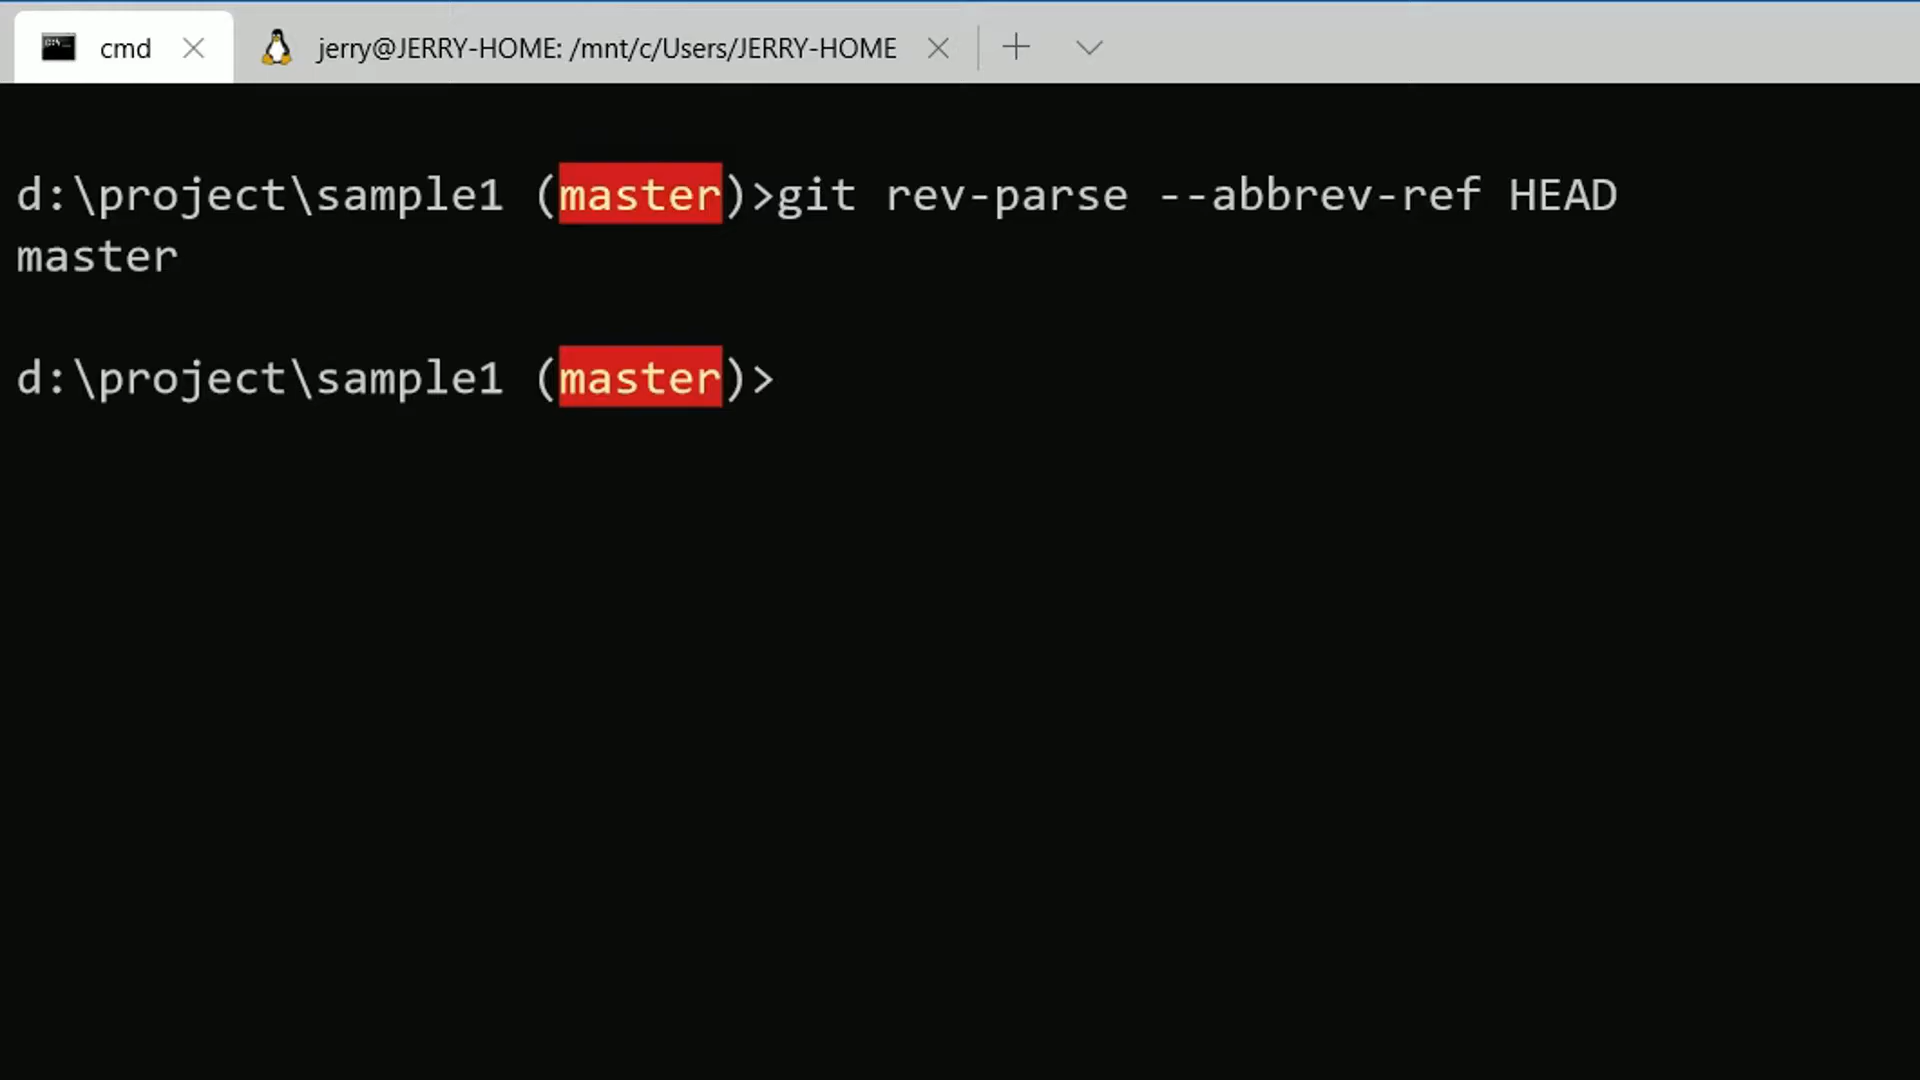 cmd
jerry@JERRY-HOME: /mnt/c/Users/JERRY-HOME
d:\project\sample1 (master)>git rev-parse --abbrev-ref HEAD
master
d:\project\sample1 (master)>